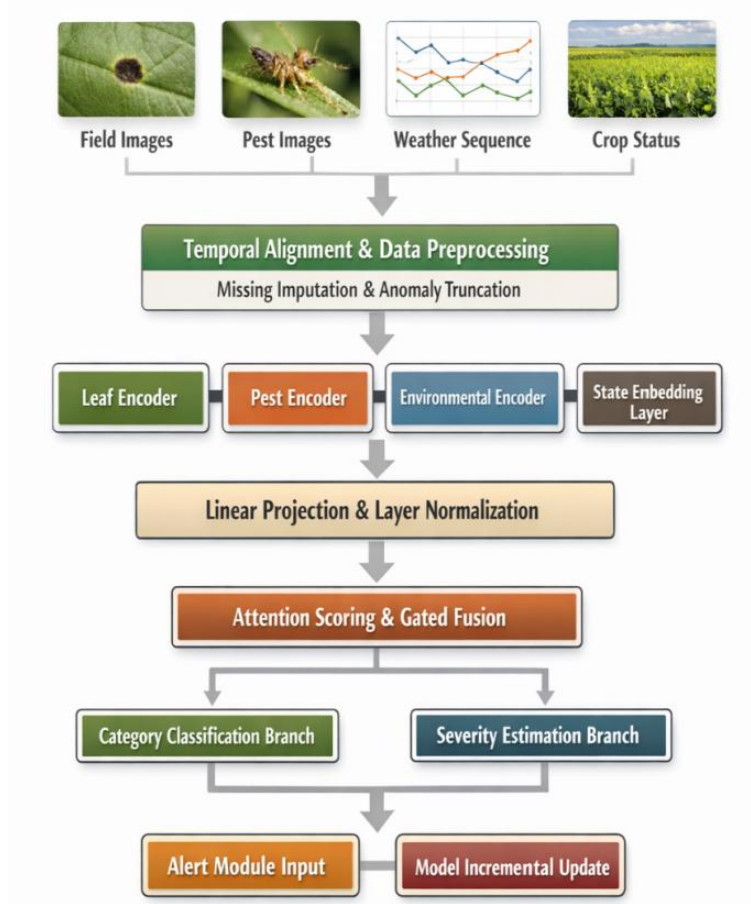 Field Images
Pest Images
Weather Sequence
Crop Status
Temporal Alignment & Data Preprocessing
Missing Imputation & Anomaly Truncation
Leaf Encoder
Pest Encoder
Environmental Encoder
State Embedding
Layer
Linear Projection & Layer Normalization
Attention Scoring & Gated Fusion
Category Classification Branch
Severity Estimation Branch
Alert Module Input
Model Incremental Update